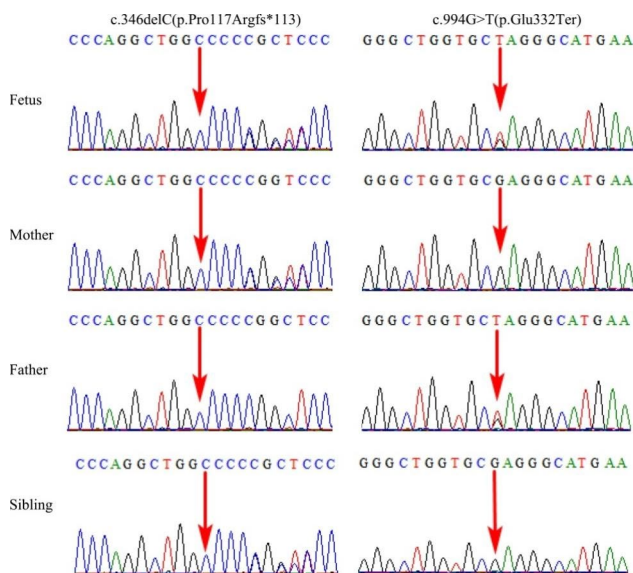 c.346delC(p.Pro117Argfs*113)
c.994G>T(p.Glu332Ter)
CCCAGGCTGGCCCCCGCTCCC
GGGCTGGTGCTAGGGCATGAA
Fetus
CCCAGGCTGGCCCCCGGTCCC
GGGCTGGTGCGAGGGCATGAA
Mother
CCCAGGCTGGCCCCCGGCTCC
GGGCTGGTGCTAGGGCATGAA
Father
CCCAGGCTGGCCCCCGCTCCC
GGGCTGGTGCGAGGGCATGAA
Sibling